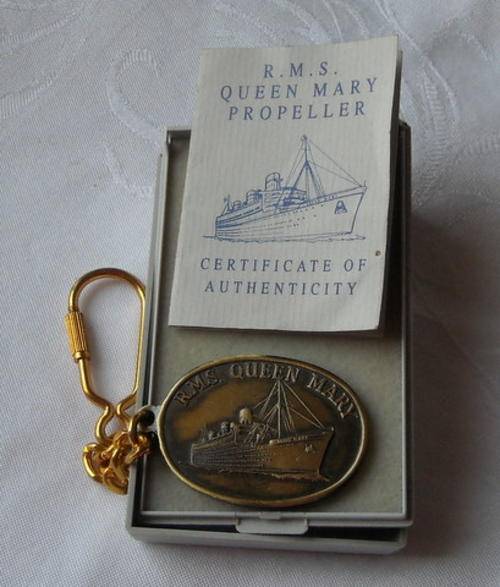 R.M.S.
QUEEN MARY
PROPELLER
CERTIFICATE OF
AUTHENTICITY
R.M.S. QUEEN MARY